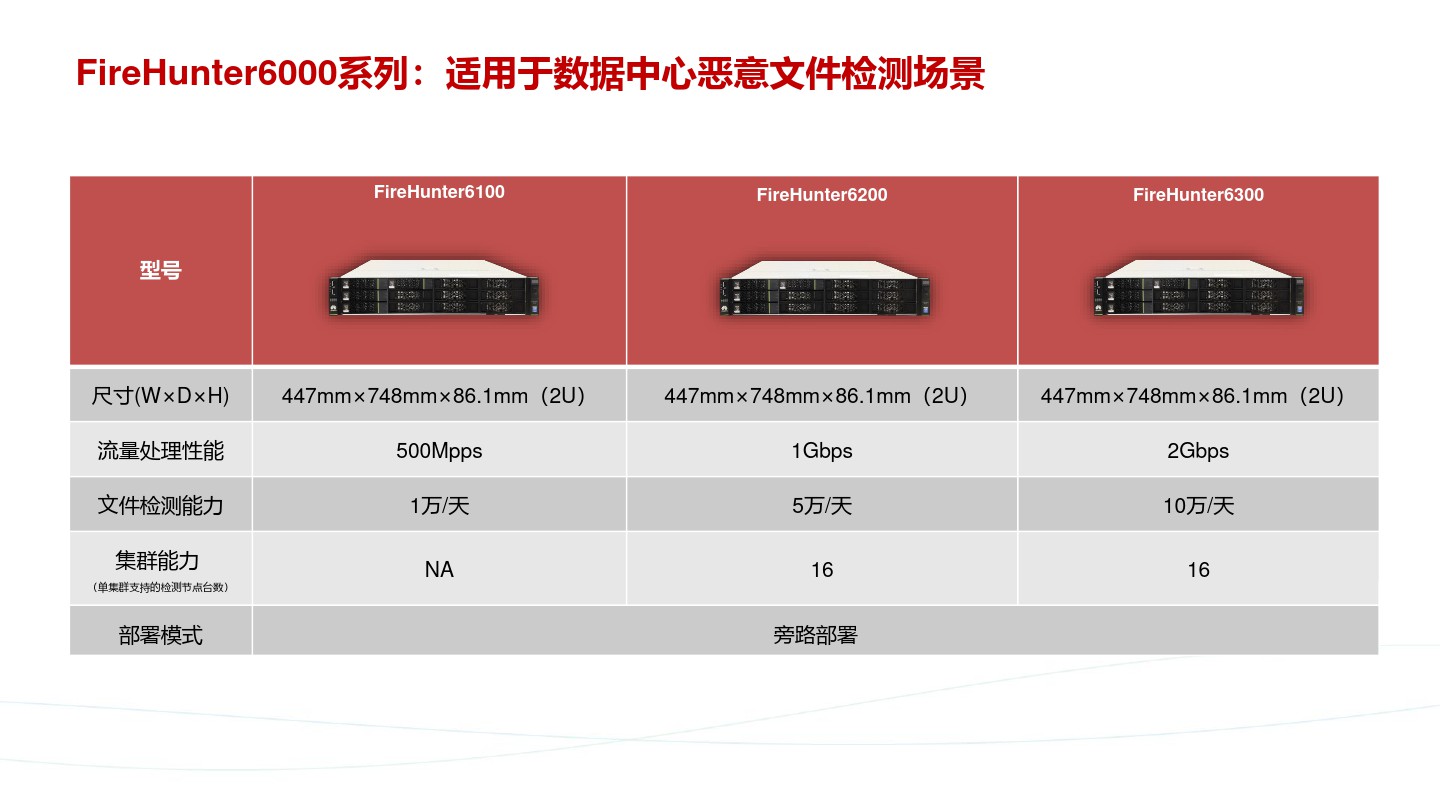 FireHunter6000系列：适用于数据中心恶意文件检测场景
型号
FireHunter6100
FireHunter6200
FireHunter6300
尺寸(W×D×H)
447mm×748mm×86.1mm（2U）
447mm×748mm×86.1mm（2U）
447mm×748mm×86.1mm（2U）
流量处理性能
500Mpps
1Gbps
2Gbps
文件检测能力
1万/天
5万/天
10万/天
集群能力
（单集群支持的检测节点台数）
NA
16
16
部署模式
旁路部署